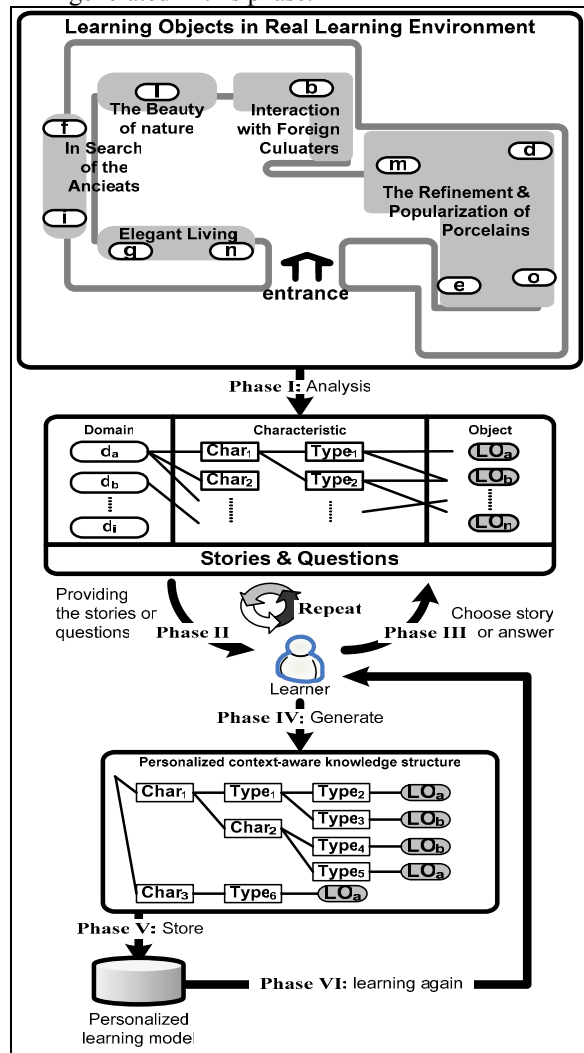 generated in this phase.
Learning Objects in Real Learning Environment
l
b
The Beauty
of nature
Interaction
with Foreign
Culuaters
f
In Search
of the
Ancieats
i
d
m
The Refinement &
Popularization of
Porcelains
Elegant Living
g
n
e
o
entrance
Phase I: Analysis
Domain
Characteristic
Object
da
Char1
Type1
LOa
db
Char2
Type2
LOb
di
LOn
Stories & Questions
Providing
the stories or
questions
Phase II
Repeat
Phase III
Choose story
or answer
Learner
Phase IV: Generate
Personalized context-aware knowledge structure
Char1
Type1
Type2
LOa
Type3
LOb
Char2
Type4
LOb
Type5
LOa
Char3
Type6
LOa
Phase V: Store
Phase VI: learning again
Personalized
learning model